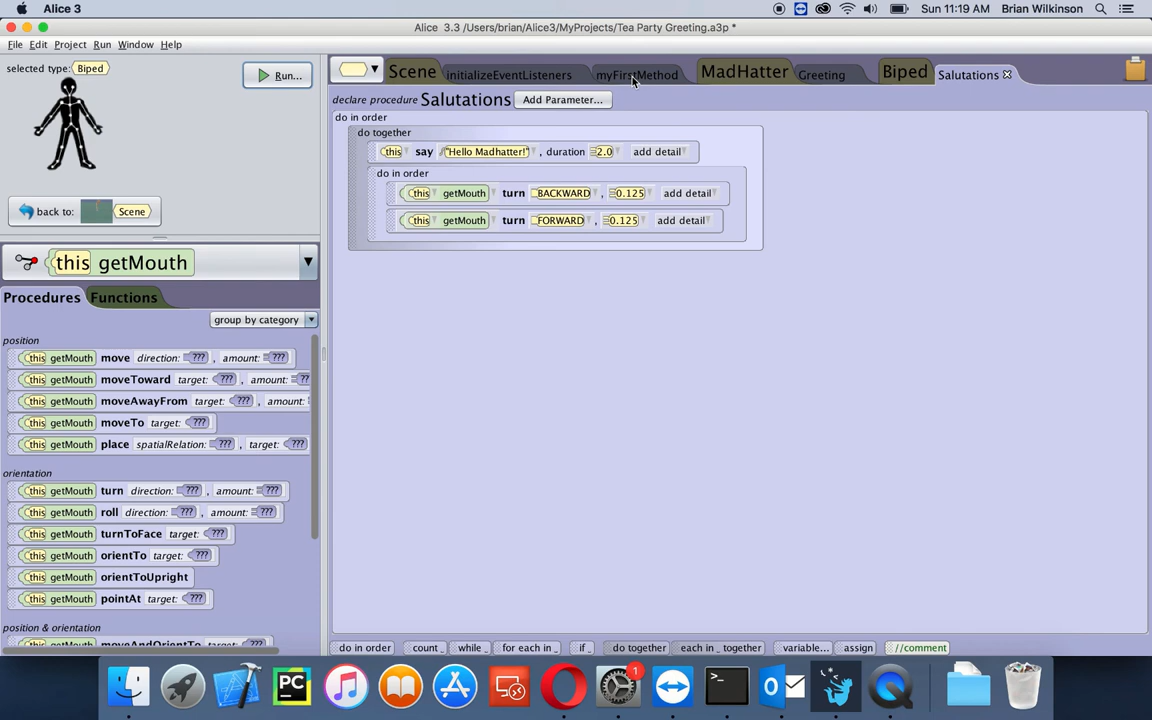 Alice 3
Sun 11:19 AM Brian Wilkinson
Alice 3.3 /Users/brian/Alice3/MyProjects/Tea Party Greeting.a3p *
File Edit Project Run Window Help
selected type: Biped
Run...
back to: Scene
this getMouth
Procedures Functions
group by category
position
this getMouth move direction: ??? , amount: ???
this getMouth moveToward target: ??? , amount: ??
this getMouth moveAwayFrom target: ??? , amount:
this getMouth moveTo target: ???
this getMouth place spatialRelation: ??? , target: ???
orientation
this getMouth turn direction: ??? , amount: ???
this getMouth roll direction: ??? , amount: ???
this getMouth turnToFace target: ???
this getMouth orientTo target: ???
this getMouth orientToUpright
this getMouth pointAt target: ???
position & orientation
this getMouth moveAndOrientTo target: ???
Scene initializeEventListeners myFirstMethod MadHatter Greeting Biped Salutations
declare procedure Salutations Add Parameter...
do in order
do together
this say "Hello Madhatter!" , duration 2.0 add detail
do in order
this getMouth turn BACKWARD , 0.125 add detail
this getMouth turn FORWARD , 0.125 add detail
do in order count _ while _ for each in _ if _ do together each in _ together variable... assign //comment
PC
1